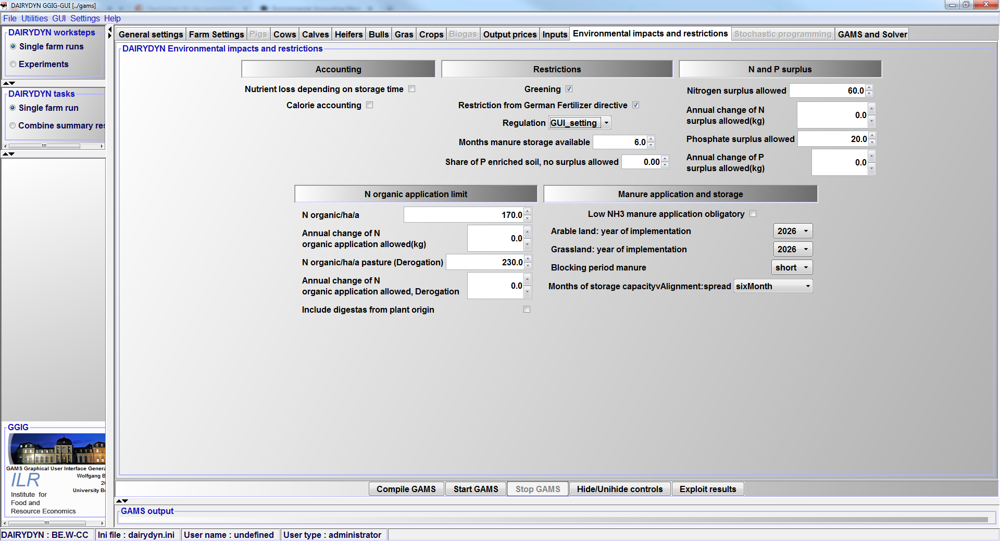 DAIRYDYN GGIG-GUI [../gams]
File Utilities GUI Settings Help
DAIRYDYN worksteps
Single farm runs
Experiments
DAIRYDYN tasks
Single farm run
Combine summary res
General settings Farm Settings Pigs Cows Calves Heifers Bulls Gras Crops Biogas Output prices Inputs Environmental impacts and restrictions Stochastic programming GAMS and Solver
DAIRYDYN Environmental impacts and restrictions
Accounting
Nutrient loss depending on storage time
Calorie accounting
Restrictions
Greening
Restriction from German Fertilizer directive
Regulation GUI_setting
Months manure storage available 6.0
Share of P enriched soil, no surplus allowed 0.00
N and P surplus
Nitrogen surplus allowed 60.0
Annual change of N
surplus allowed(kg) 0.0
Phosphate surplus allowed 20.0
Annual change of P
surplus allowed(kg) 0.0
N organic application limit
N organic/ha/a 170.0
Annual change of N
organic application allowed(kg) 0.0
N organic/ha/a pasture (Derogation) 230.0
Annual change of N
organic application allowed, Derogation 0.0
Include digestas from plant origin
Manure application and storage
Low NH3 manure application obligatory
Arable land: year of implementation 2026
Grassland: year of implementation 2026
Blocking period manure short
Months of storage capacityvAlignment:spread sixMonth
GGIG
GAMS Graphical User Interface Genera
Wolfgang B
20
University Bo
ILR
Institute for
Food and
Resource Economics
Compile GAMS Start GAMS Stop GAMS Hide/Unihide controls Exploit results
GAMS output
DAIRYDYN : BE.W-CC Ini file : dairydyn.ini User name : undefined User type : administrator